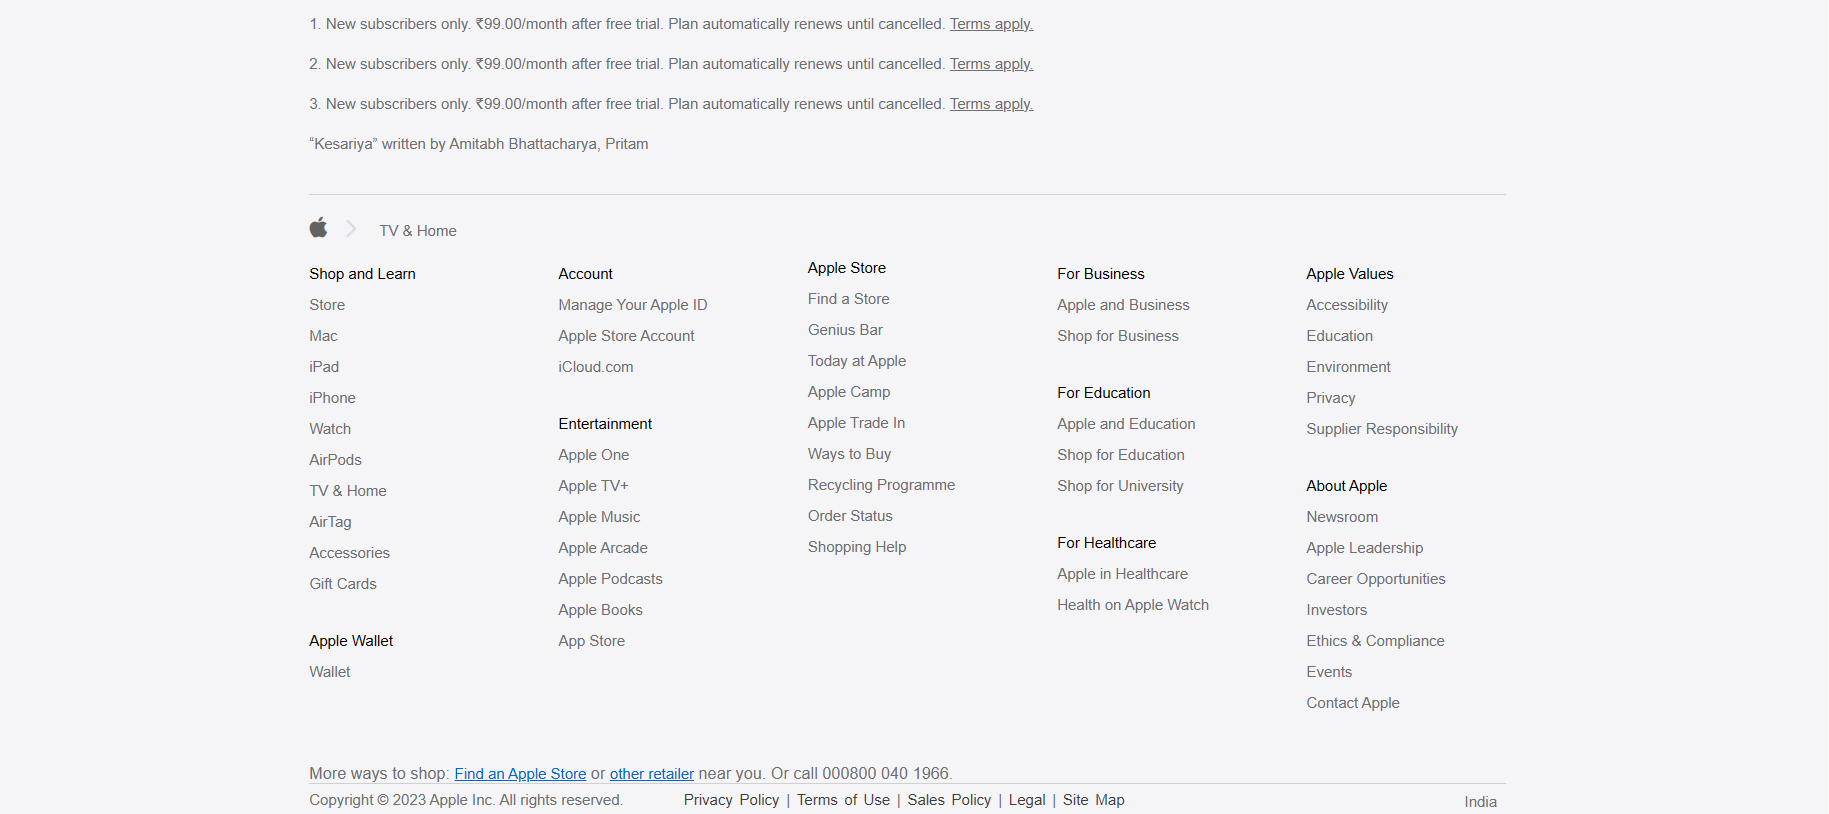 1. New subscribers only. ₹99.00/month after free trial. Plan automatically renews until cancelled. Terms apply.
2. New subscribers only. ₹99.00/month after free trial. Plan automatically renews until cancelled. Terms apply.
3. New subscribers only. ₹99.00/month after free trial. Plan automatically renews until cancelled. Terms apply.
“Kesariya” written by Amitabh Bhattacharya, Pritam
TV & Home
Shop and Learn
Store
Mac
iPad
iPhone
Watch
AirPods
TV & Home
AirTag
Accessories
Gift Cards
Apple Wallet
Wallet
Account
Manage Your Apple ID
Apple Store Account
iCloud.com
Entertainment
Apple One
Apple TV+
Apple Music
Apple Arcade
Apple Podcasts
Apple Books
App Store
Apple Store
Find a Store
Genius Bar
Today at Apple
Apple Camp
Apple Trade In
Ways to Buy
Recycling Programme
Order Status
Shopping Help
For Business
Apple and Business
Shop for Business
For Education
Apple and Education
Shop for Education
Shop for University
For Healthcare
Apple in Healthcare
Health on Apple Watch
Apple Values
Accessibility
Education
Environment
Privacy
Supplier Responsibility
About Apple
Newsroom
Apple Leadership
Career Opportunities
Investors
Ethics & Compliance
Events
Contact Apple
More ways to shop: Find an Apple Store or other retailer near you. Or call 000800 040 1966.
Copyright © 2023 Apple Inc. All rights reserved. Privacy Policy | Terms of Use | Sales Policy | Legal | Site Map India